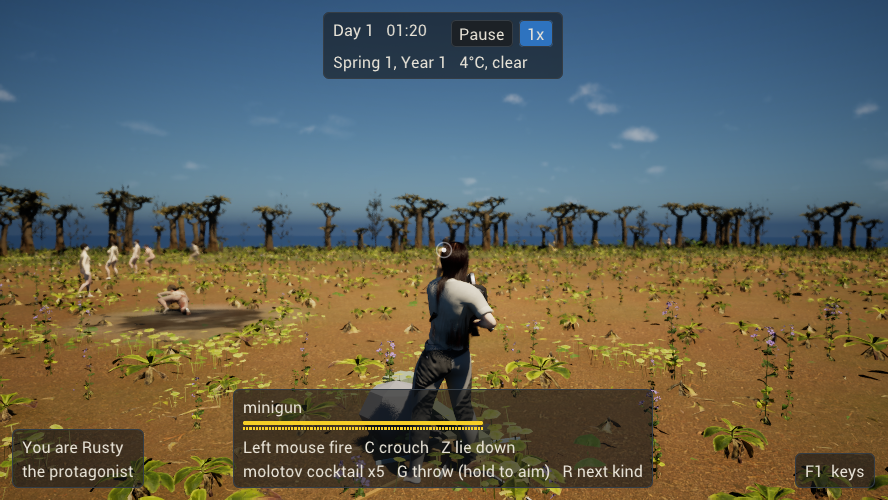 Day 1 01:20 Pause 1x
Spring 1, Year 1 4°C, clear
minigun
Left mouse fire C crouch Z lie down
molotov cocktail x5 G throw (hold to aim) R next kind
You are Rusty
the protagonist
F1 keys